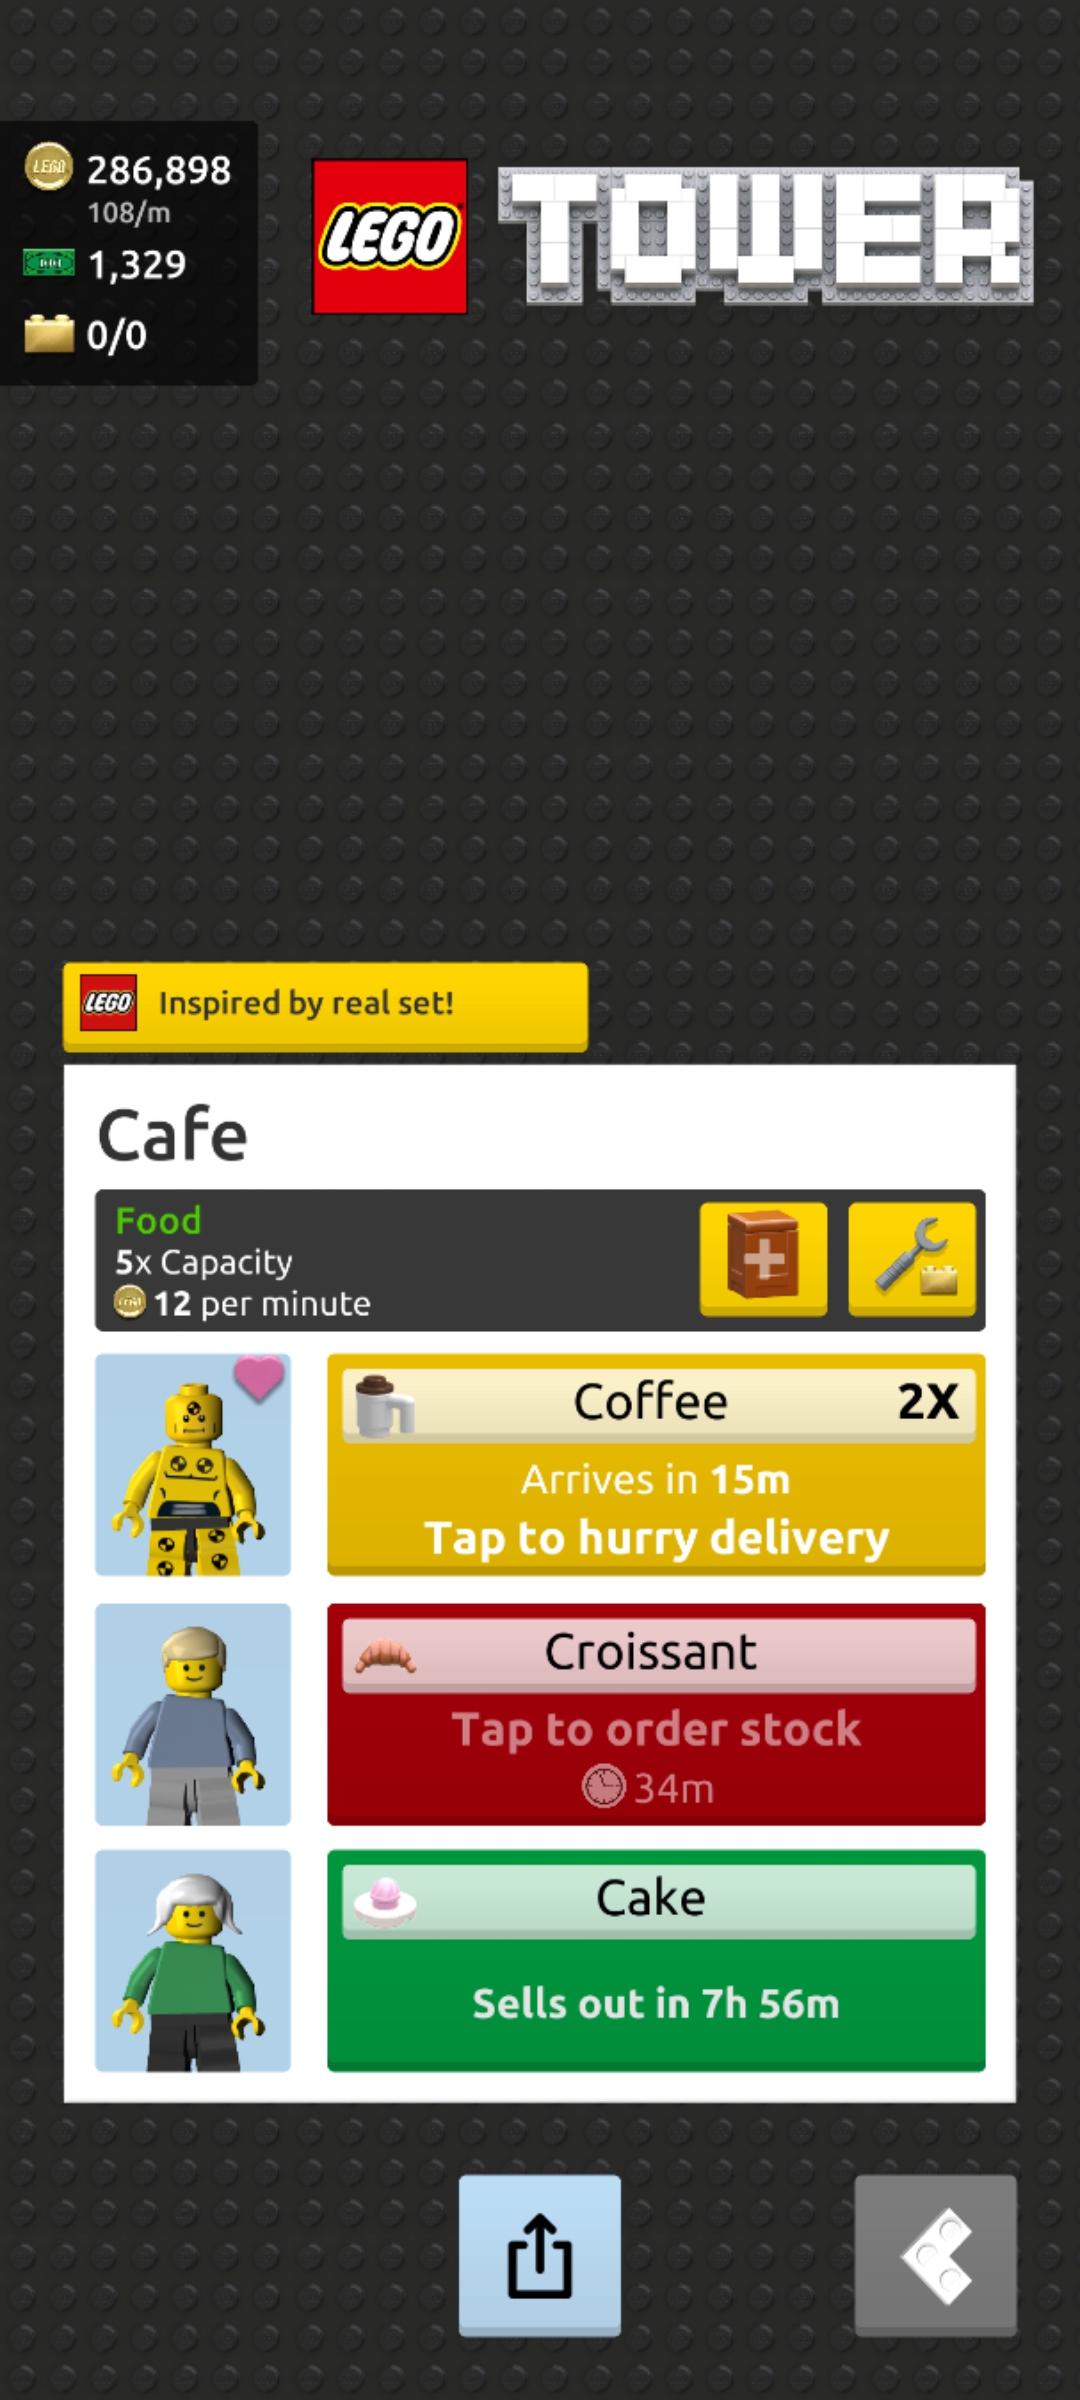 LEGO
286,898
108/m
1,329
0/0
LEGO
TOWER
LEGO
Inspired by real set!
Cafe
Food
5x Capacity
12 per minute
Coffee
2X
Arrives in 15m
Tap to hurry delivery
Croissant
Tap to order stock
34m
Cake
Sells out in 7h 56m